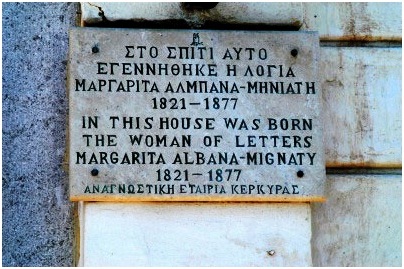 ΣΤΟ ΣΠΙΤΙ ΑΥΤΟ
ΕΓΕΝΝΗΘΗΚΕ Η ΛΟΓΙΑ
ΜΑΡΓΑΡΙΤΑ ΑΛΜΠΑΝΑ-ΜΗΝΙΑΤΗ
1821-1877
IN THIS HOUSE WAS BORN
THE WOMAN OF LETTERS
MARGARITA ALBANA-MIGNATY
1821-1877
ΑΝΑΓΝΩΣΤΙΚΗ ΕΤΑΙΡΙΑ ΚΕΡΚΥΡΑΣ